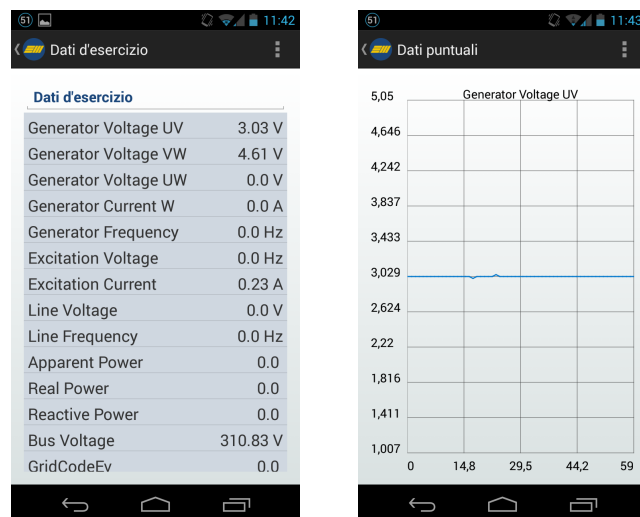 51
11:42
Dati d'esercizio
Dati d'esercizio
Generator Voltage UV 3.03 V
Generator Voltage VW 4.61 V
Generator Voltage UW 0.0 V
Generator Current W 0.0 A
Generator Frequency 0.0 Hz
Excitation Voltage 0.0 Hz
Excitation Current 0.23 A
Line Voltage 0.0 V
Line Frequency 0.0 Hz
Apparent Power 0.0
Real Power 0.0
Reactive Power 0.0
Bus Voltage 310.83 V
GridCodeEv 0.0
51
11:43
Dati puntuali
Generator Voltage UV
5,05
4,646
4,242
3,837
3,433
3,029
2,624
2,22
1,816
1,411
1,007
0 14,8 29,5 44,2 59